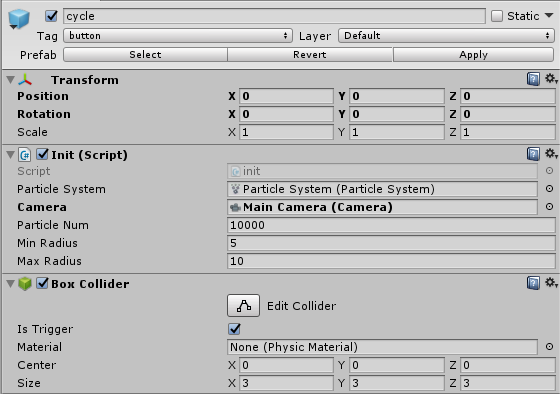 cycle Static
Tag button Layer Default
Prefab Select Revert Apply
Transform
Position X 0 Y 0 Z 0
Rotation X 0 Y 0 Z 0
Scale X 1 Y 1 Z 1
Init (Script)
Script init
Particle System Particle System (Particle System)
Camera Main Camera (Camera)
Particle Num 10000
Min Radius 5
Max Radius 10
Box Collider
Edit Collider
Is Trigger
Material None (Physic Material)
Center X 0 Y 0 Z 0
Size X 3 Y 3 Z 3